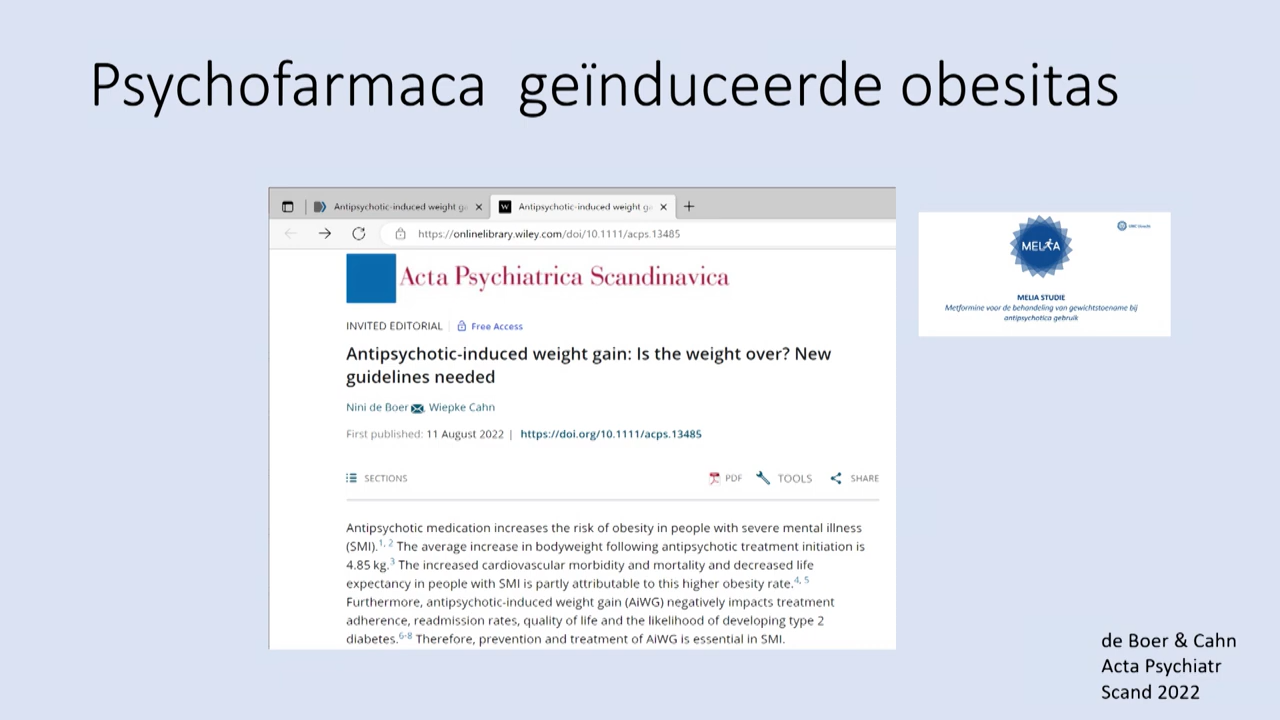 Psychofarmaca geïnduceerde obesitas
Antipsychotic-induced weight
Antipsychotic-induced weight
https://onlinelibrary.wiley.com/doi/10.1111/acps.13485
Acta Psychiatrica Scandinavica
INVITED EDITORIAL Free Access
Antipsychotic-induced weight gain: Is the weight over? New
guidelines needed
Nini de Boer Wiepke Cahn
First published: 11 August 2022 | https://doi.org/10.1111/acps.13485
SECTIONS PDF TOOLS SHARE
Antipsychotic medication increases the risk of obesity in people with severe mental illness
(SMI).1, 2 The average increase in bodyweight following antipsychotic treatment initiation is
4.85 kg.3 The increased cardiovascular morbidity and mortality and decreased life
expectancy in people with SMI is partly attributable to this higher obesity rate.4, 5
Furthermore, antipsychotic-induced weight gain (AiWG) negatively impacts treatment
adherence, readmission rates, quality of life and the likelihood of developing type 2
diabetes.6-8 Therefore, prevention and treatment of AiWG is essential in SMI.
UMC Utrecht
MELIA
MELIA STUDIE
Metformine voor de behandeling van gewichtstoename bij
antipsychotica gebruik
de Boer & Cahn
Acta Psychiatr
Scand 2022